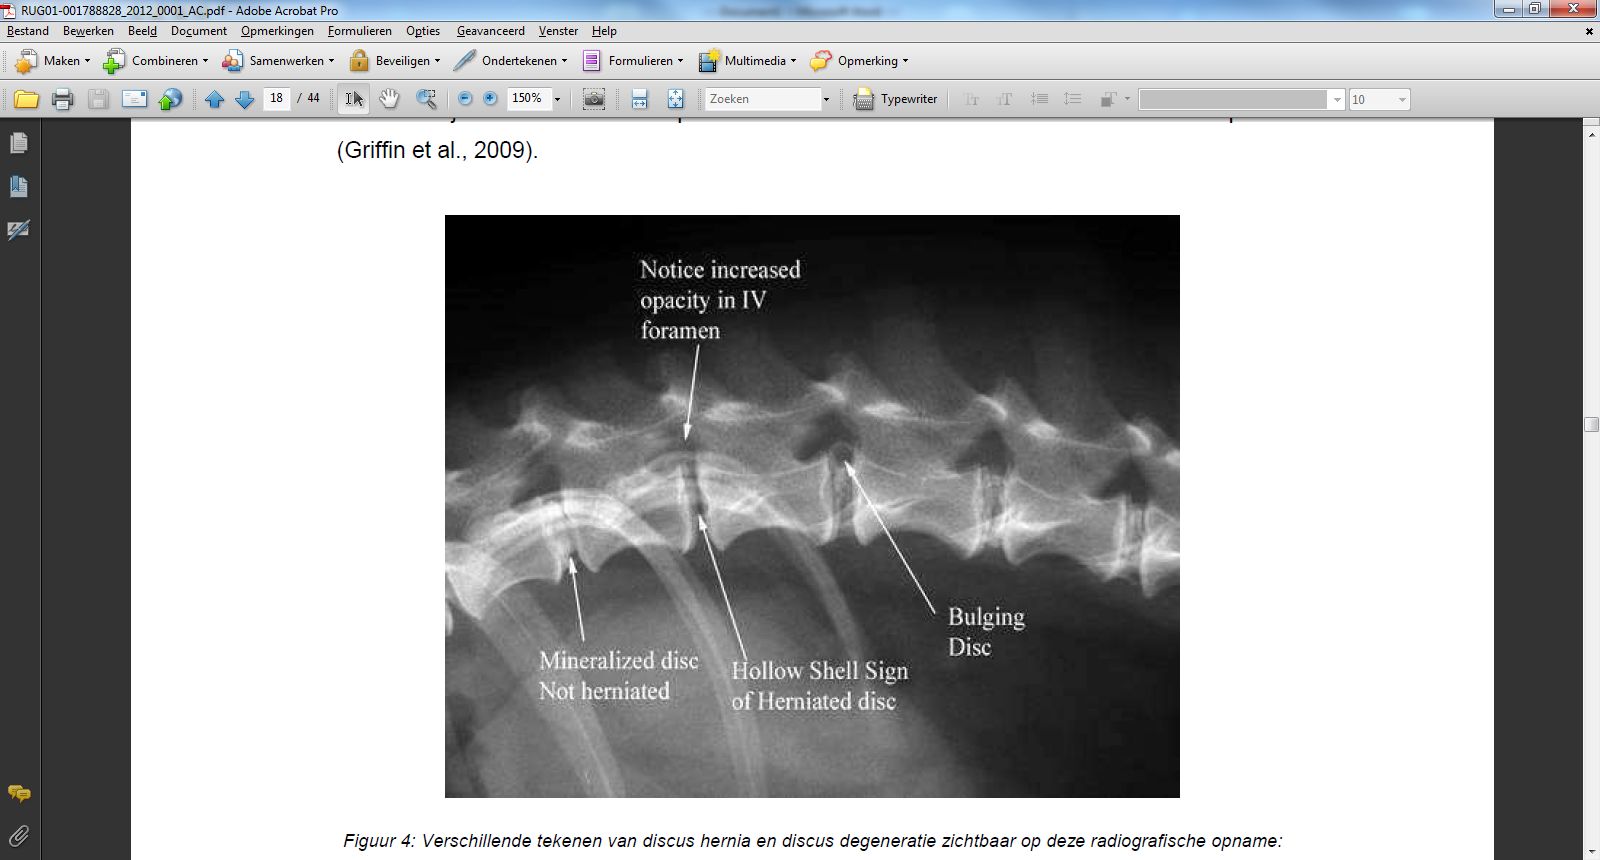 RUG01-001788828_2012_0001_AC.pdf - Adobe Acrobat Pro
Bestand Bewerken Beeld Document Opmerkingen Formulieren Opties Geavanceerd Venster Help
Maken Combineren Samenwerken Beveiligen Ondertekenen Formulieren Multimedia Opmerking
18 / 44 150% Zoeken Typewriter 10
(Griffin et al., 2009).
Notice increased
opacity in IV
foramen
Bulging
Disc
Mineralized disc
Not herniated
Hollow Shell Sign
of Herniated disc
Figuur 4: Verschillende tekenen van discus hernia en discus degeneratie zichtbaar op deze radiografische opname: